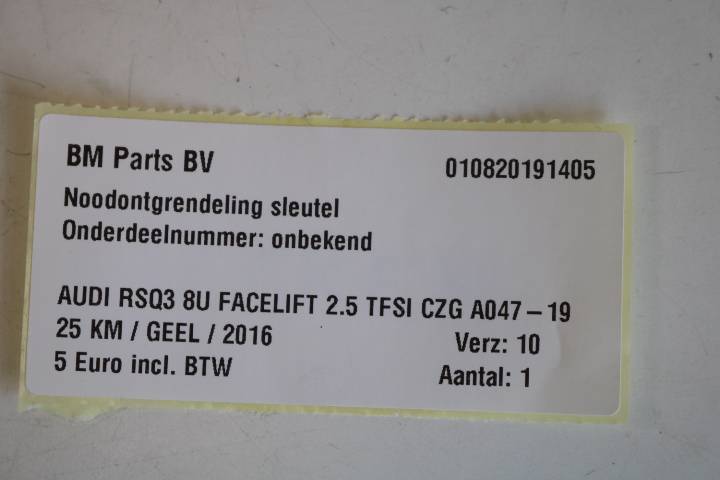 BM Parts BV 010820191405
Noodontgrendeling sleutel
Onderdeelnummer: onbekend
AUDI RSQ3 8U FACELIFT 2.5 TFSI CZG A047-19
25 KM / GEEL / 2016 Verz: 10
5 Euro incl. BTW Aantal: 1